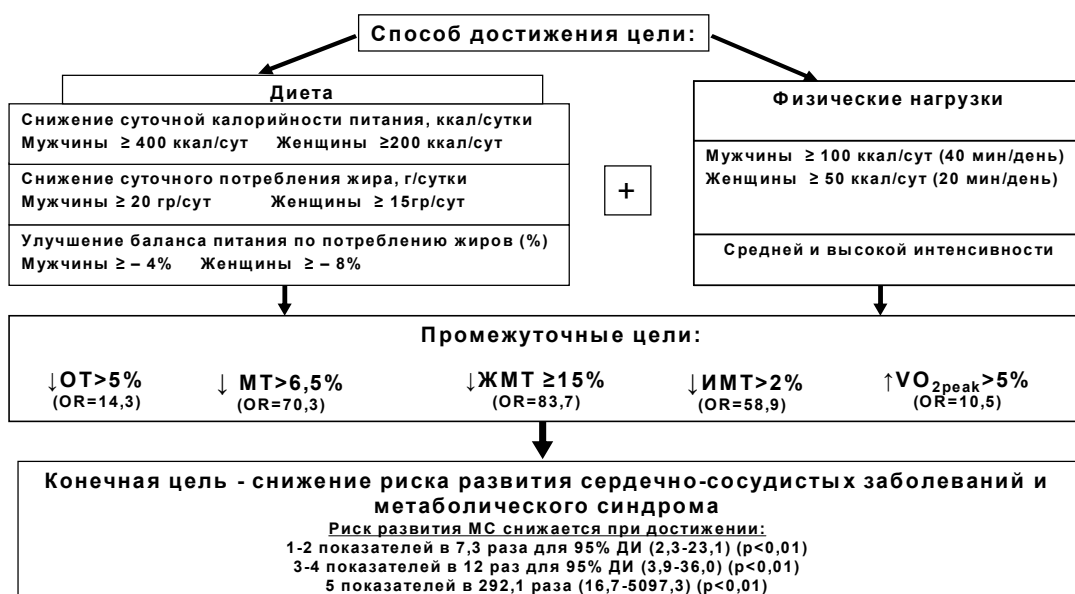 Способ достижения цели:
Диета
Снижение суточной калорийности питания, ккал/сутки
Мужчины ≥ 400 ккал/сут Женщины ≥200 ккал/сут
Снижение суточного потребления жира, г/сутки
Мужчины ≥ 20 гр/сут Женщины ≥ 15гр/сут
Улучшение баланса питания по потреблению жиров (%)
Мужчины ≥ – 4% Женщины ≥ – 8%
+
Физические нагрузки
Мужчины ≥ 100 ккал/сут (40 мин/день)
Женщины ≥ 50 ккал/сут (20 мин/день)
Средней и высокой интенсивности
Промежуточные цели:
↓ОТ>5% ↓ МТ>6,5% ↓ЖМТ ≥15% ↓ИМТ>2% ↑VO2peak>5%
(OR=14,3) (OR=70,3) (OR=83,7) (OR=58,9) (OR=10,5)
Конечная цель - снижение риска развития сердечно-сосудистых заболеваний и
метаболического синдрома
Риск развития МС снижается при достижении:
1-2 показателей в 7,3 раза для 95% ДИ (2,3-23,1) (p<0,01)
3-4 показателей в 12 раз для 95% ДИ (3,9-36,0) (p<0,01)
5 показателей в 292,1 раза (16,7-5097,3) (p<0,01)